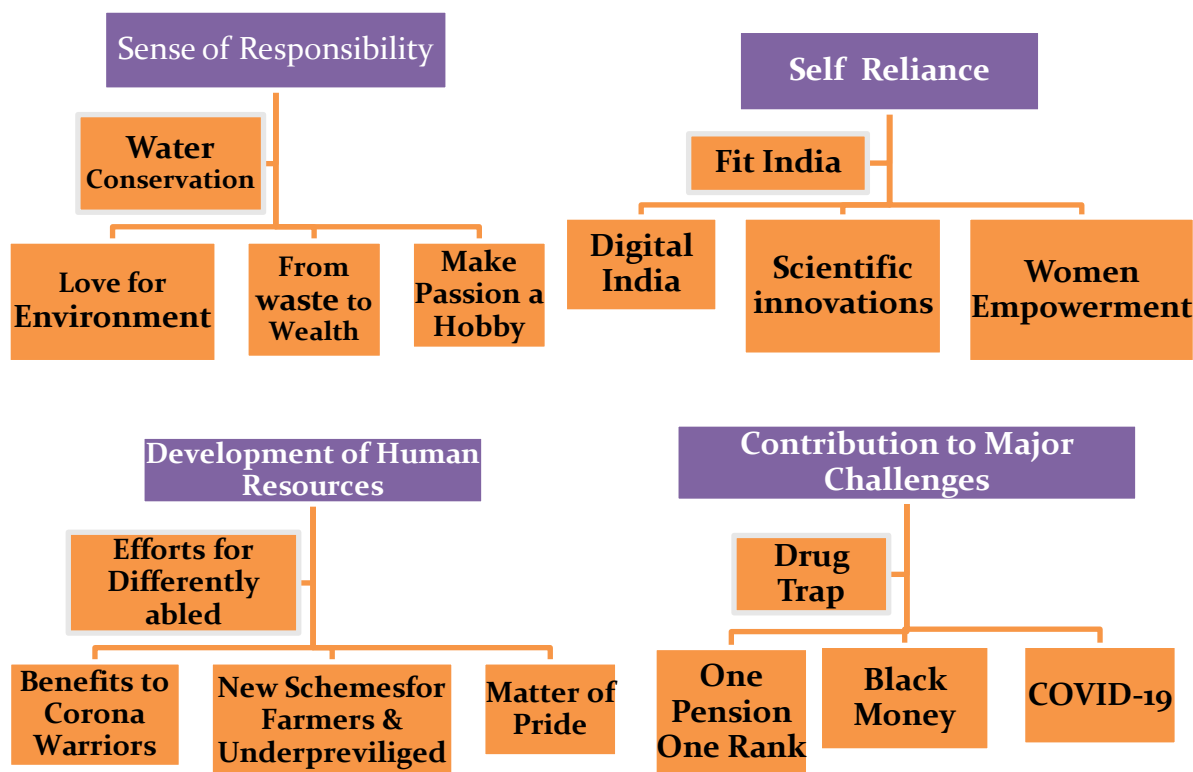 Sense of Responsibility
Water
Conservation
Love for
Environment
From
waste to
Wealth
Make
Passion a
Hobby
Self Reliance
Fit India
Digital
India
Scientific
innovations
Women
Empowerment
Development of Human
Resources
Efforts for
Differently
abled
Benefits to
Corona
Warriors
New Schemesfor
Farmers &
Underpreviliged
Matter of
Pride
Contribution to Major
Challenges
Drug
Trap
One
Pension
One Rank
Black
Money
COVID-19